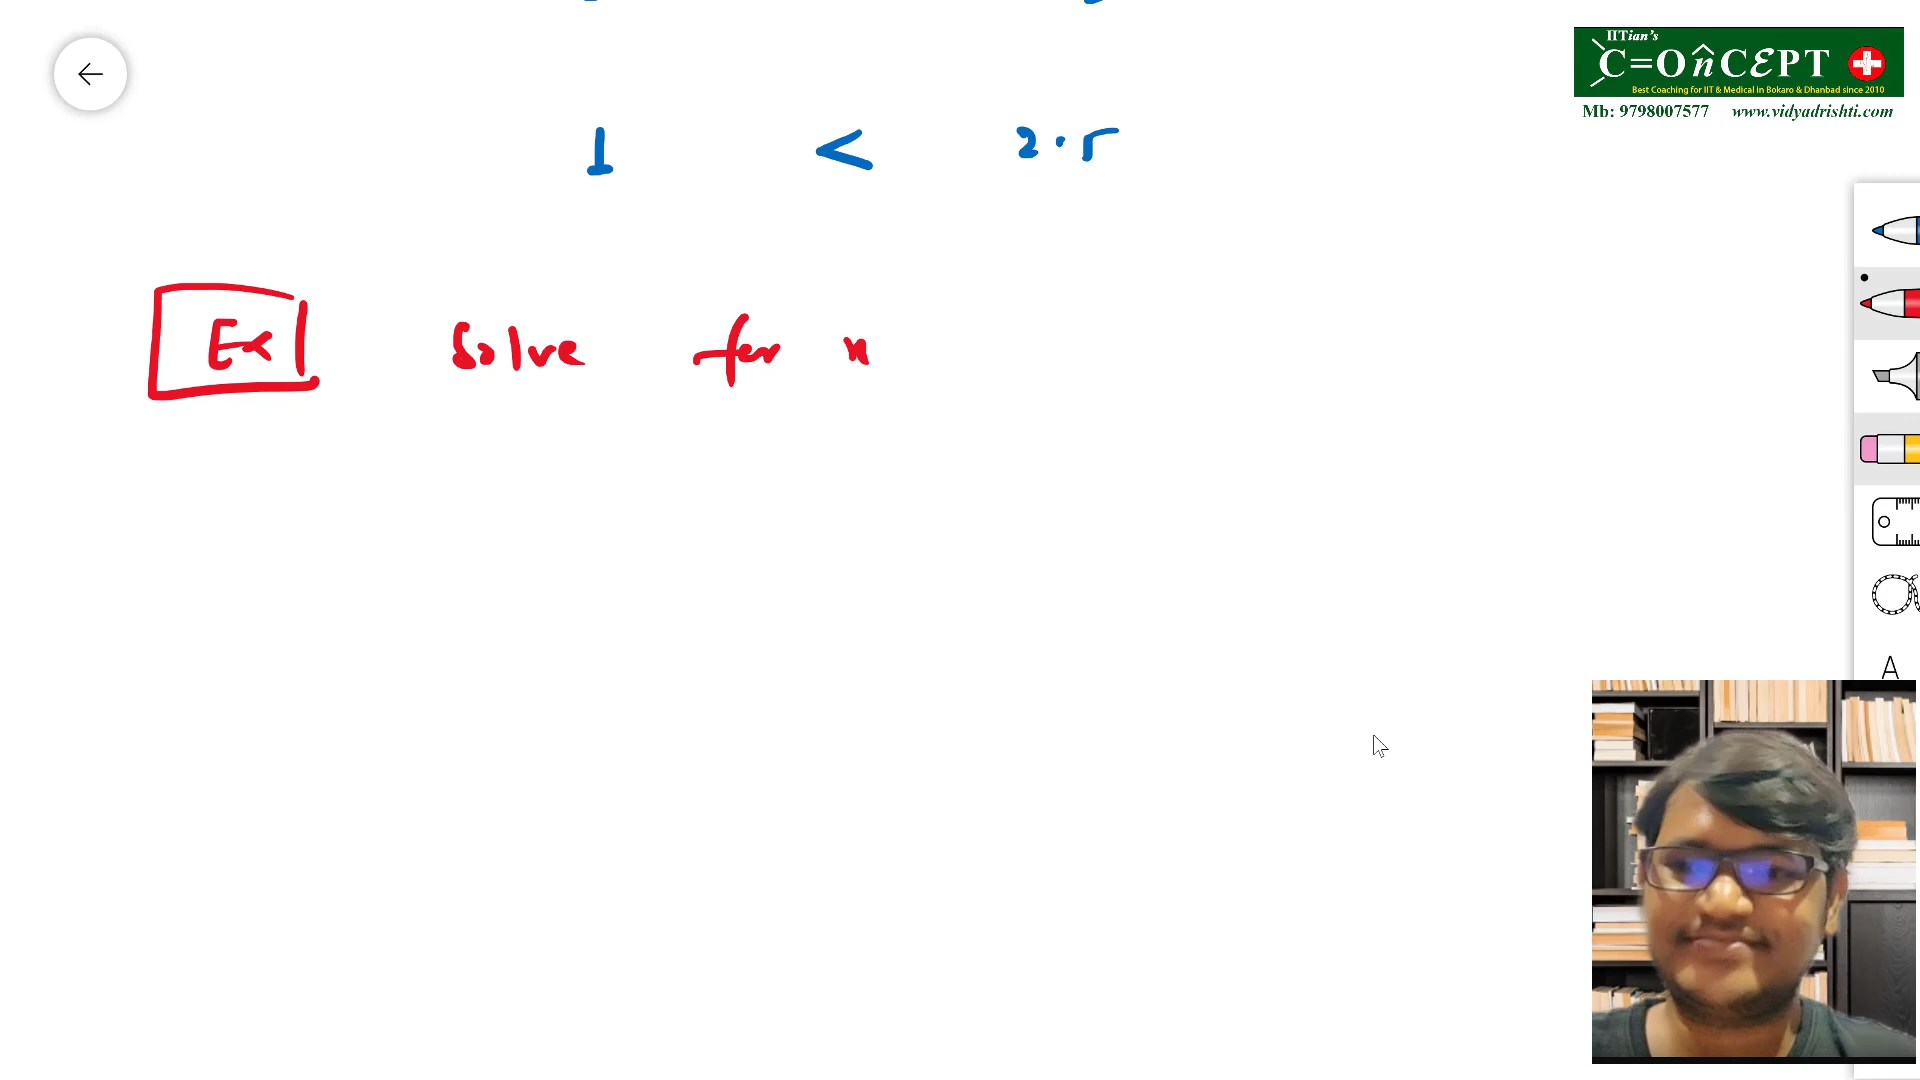 IITian's
C=OnCEPT
Best Coaching for IIT & Medical in Bokaro & Dhanbad since 2010
Mb: 9798007577 www.vidyadrishti.com
1 < 2.5
Ex Solve for x
A